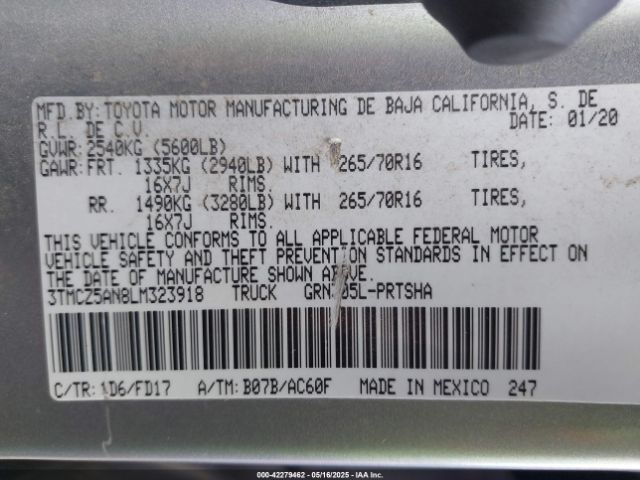 MFD.BY:TOYOTA MOTOR MANUFACTURING DE BAJA CALIFORNIA, S. DE
R.L. DE C.V. DATE: 01/20
GVWR:2540KG (5600LB)
GAWR:FRT. 1335KG (2940LB) WITH 265/70R16 TIRES,
16X7J RIMS.
RR. 1490KG (3280LB) WITH 265/70R16 TIRES,
16X7J RIMS.
THIS VEHICLE CONFORMS TO ALL APPLICABLE FEDERAL MOTOR
VEHICLE SAFETY AND THEFT PREVENTION STANDARDS IN EFFECT ON
THE DATE OF MANUFACTURE SHOWN ABOVE.
3TMCZ5AN8LM323918 TRUCK GRN305L-PRTSHA
C/TR:1D6/FD17 A/TM:B07B/AC60F MADE IN MEXICO 247
000-42279462 - 05/16/2025 - IAA Inc.